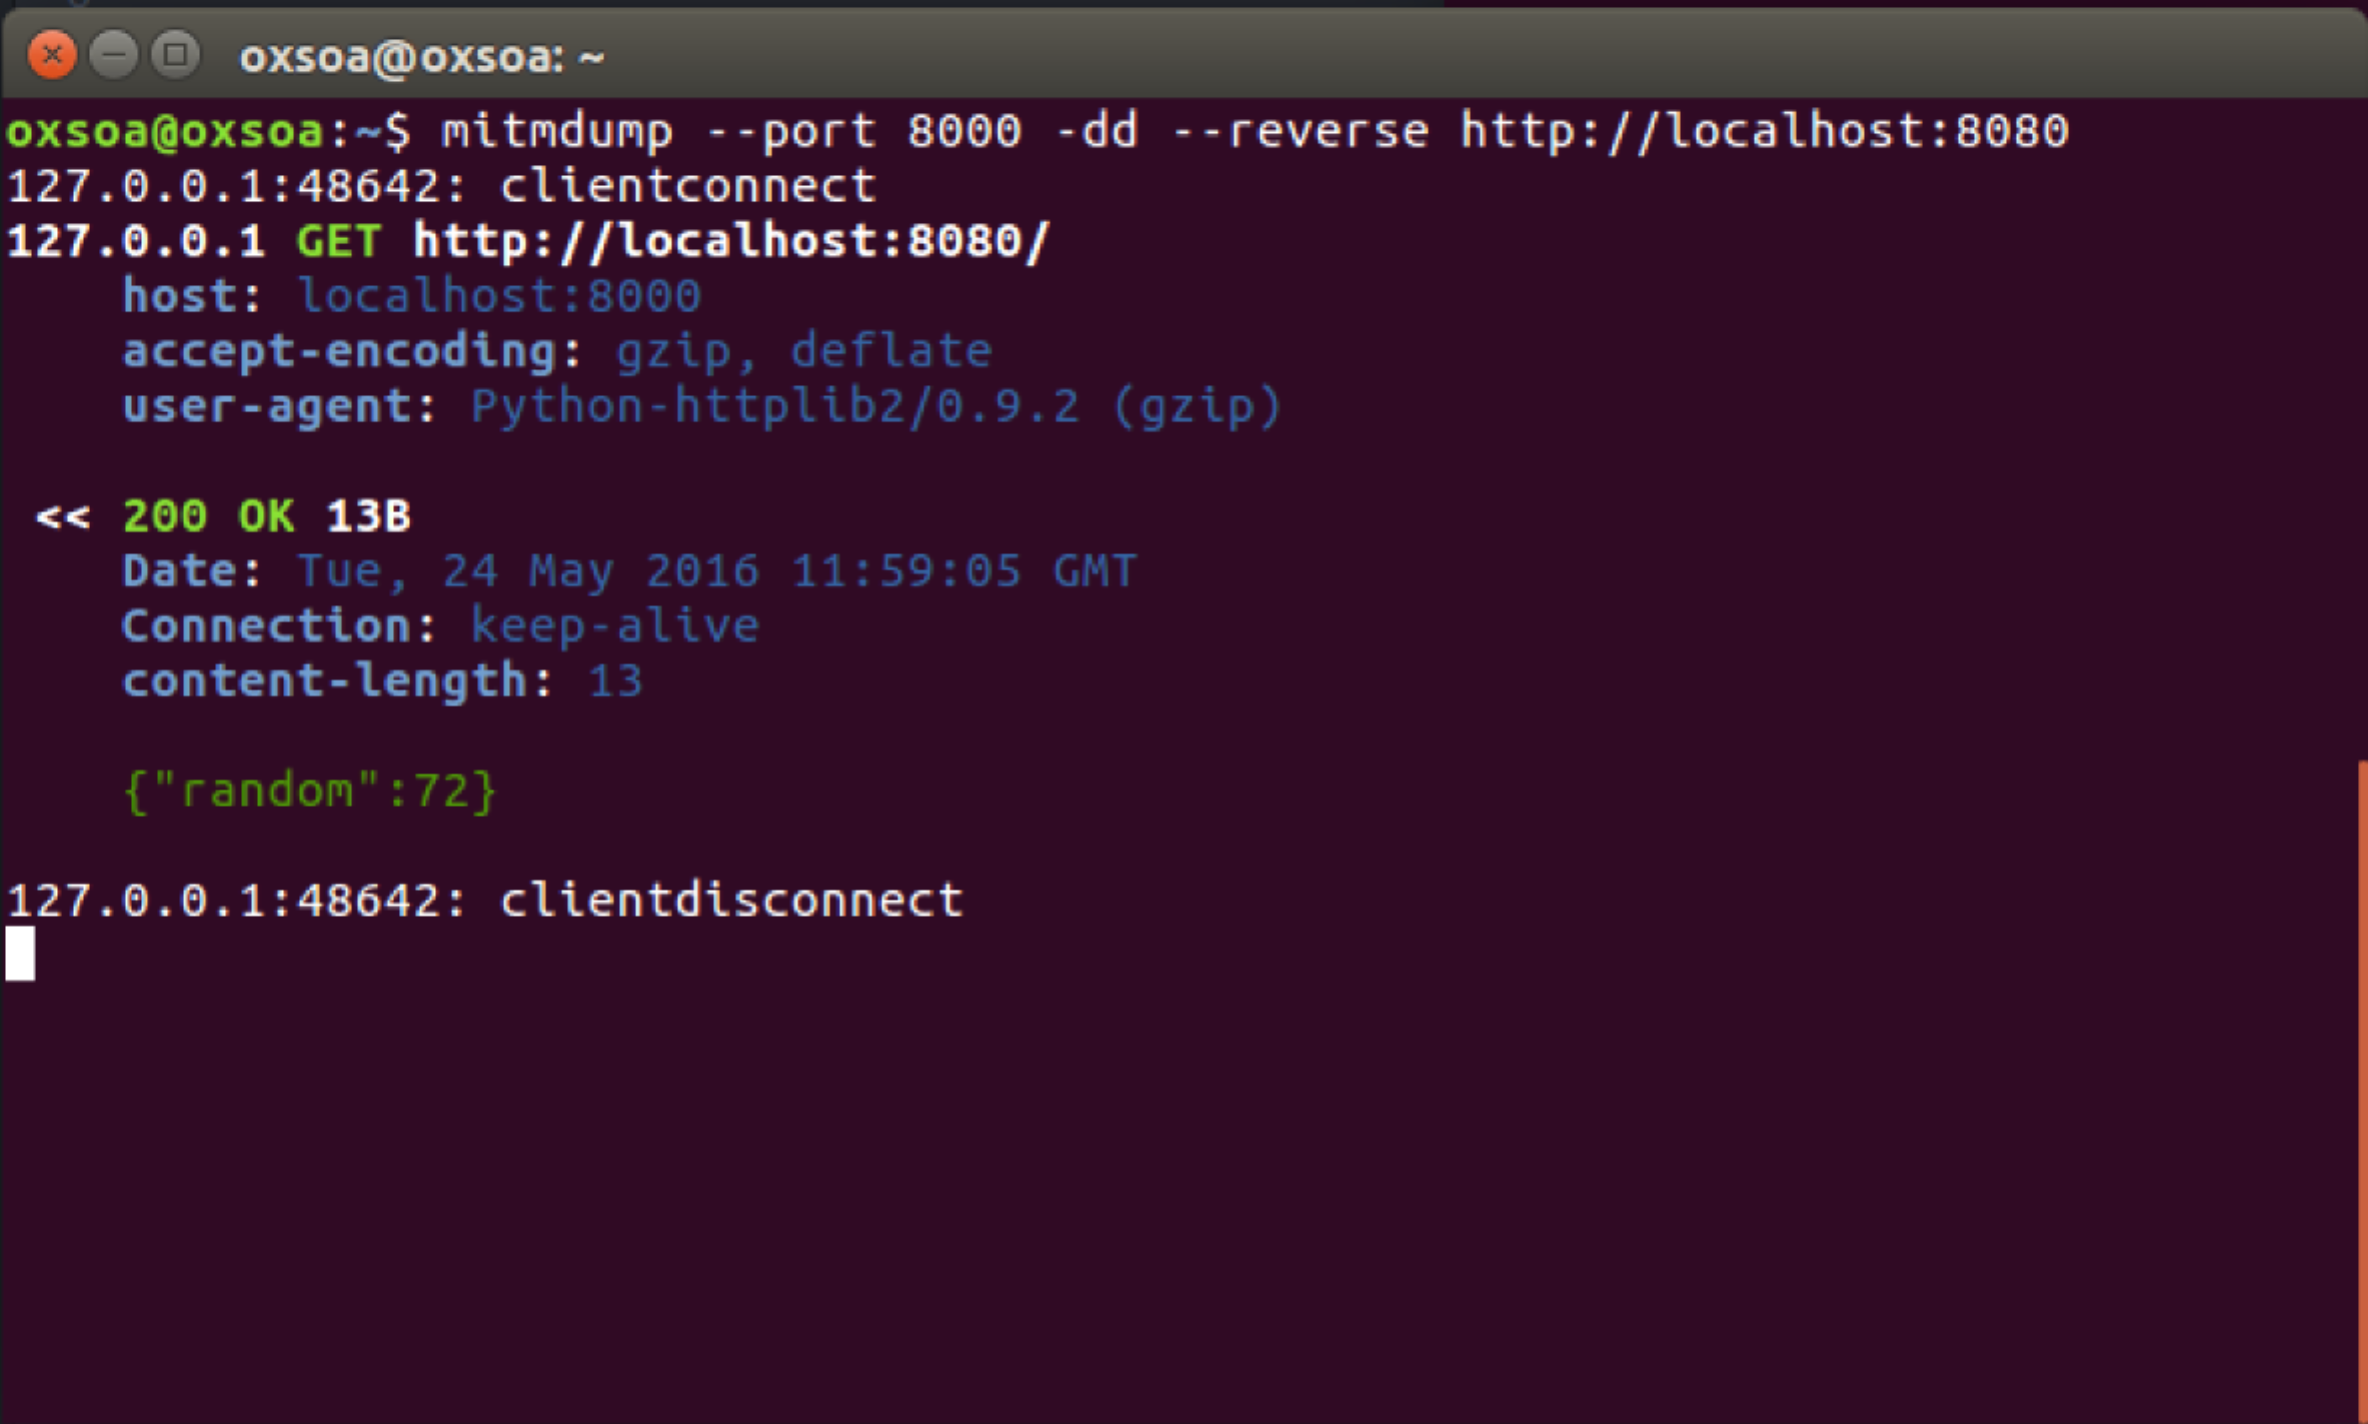 oxsoa@oxsoa: ~
oxsoa@oxsoa:~$ mitmdump --port 8000 -dd --reverse http://localhost:8080
127.0.0.1:48642: clientconnect
127.0.0.1 GET http://localhost:8080/
host: localhost:8000
accept-encoding: gzip, deflate
user-agent: Python-httplib2/0.9.2 (gzip)
<< 200 OK 13B
Date: Tue, 24 May 2016 11:59:05 GMT
Connection: keep-alive
content-length: 13
{"random":72}
127.0.0.1:48642: clientdisconnect